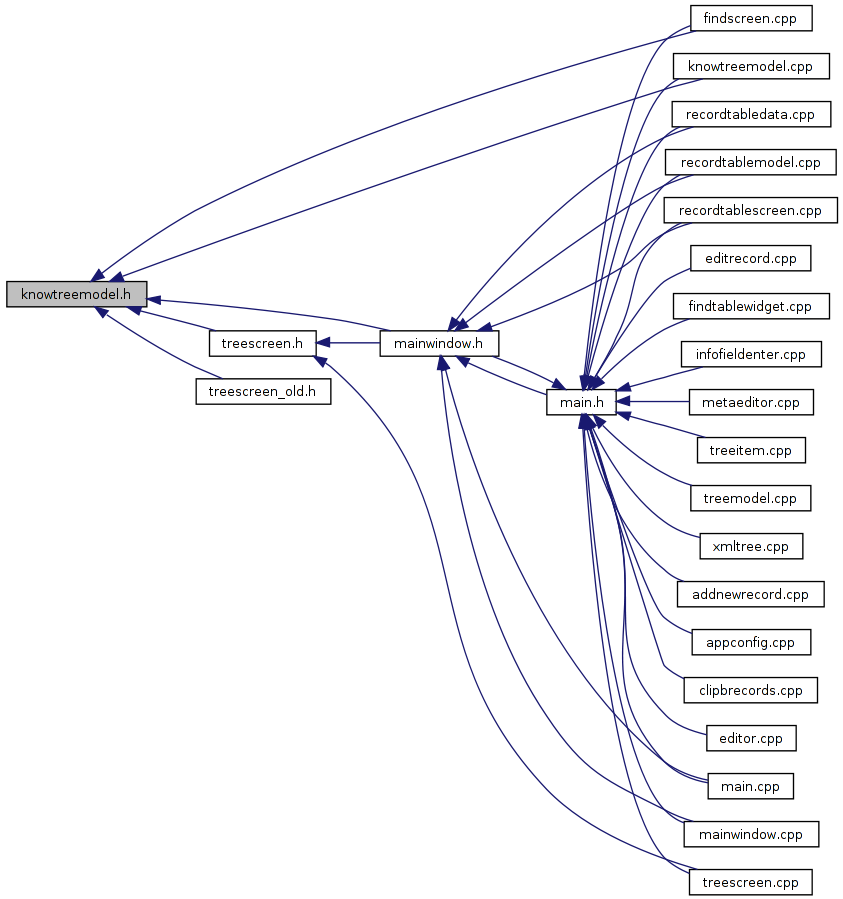 findscreen.cpp
knowtreemodel.cpp
recordtabledata.cpp
recordtablemodel.cpp
recordtablescreen.cpp
editrecord.cpp
knowtreemodel.h
findtablewidget.cpp
treescreen.h
mainwindow.h
infofieldenter.cpp
treescreen_old.h
main.h
metaeditor.cpp
treeitem.cpp
treemodel.cpp
xmltree.cpp
addnewrecord.cpp
appconfig.cpp
clipbrecords.cpp
editor.cpp
main.cpp
mainwindow.cpp
treescreen.cpp